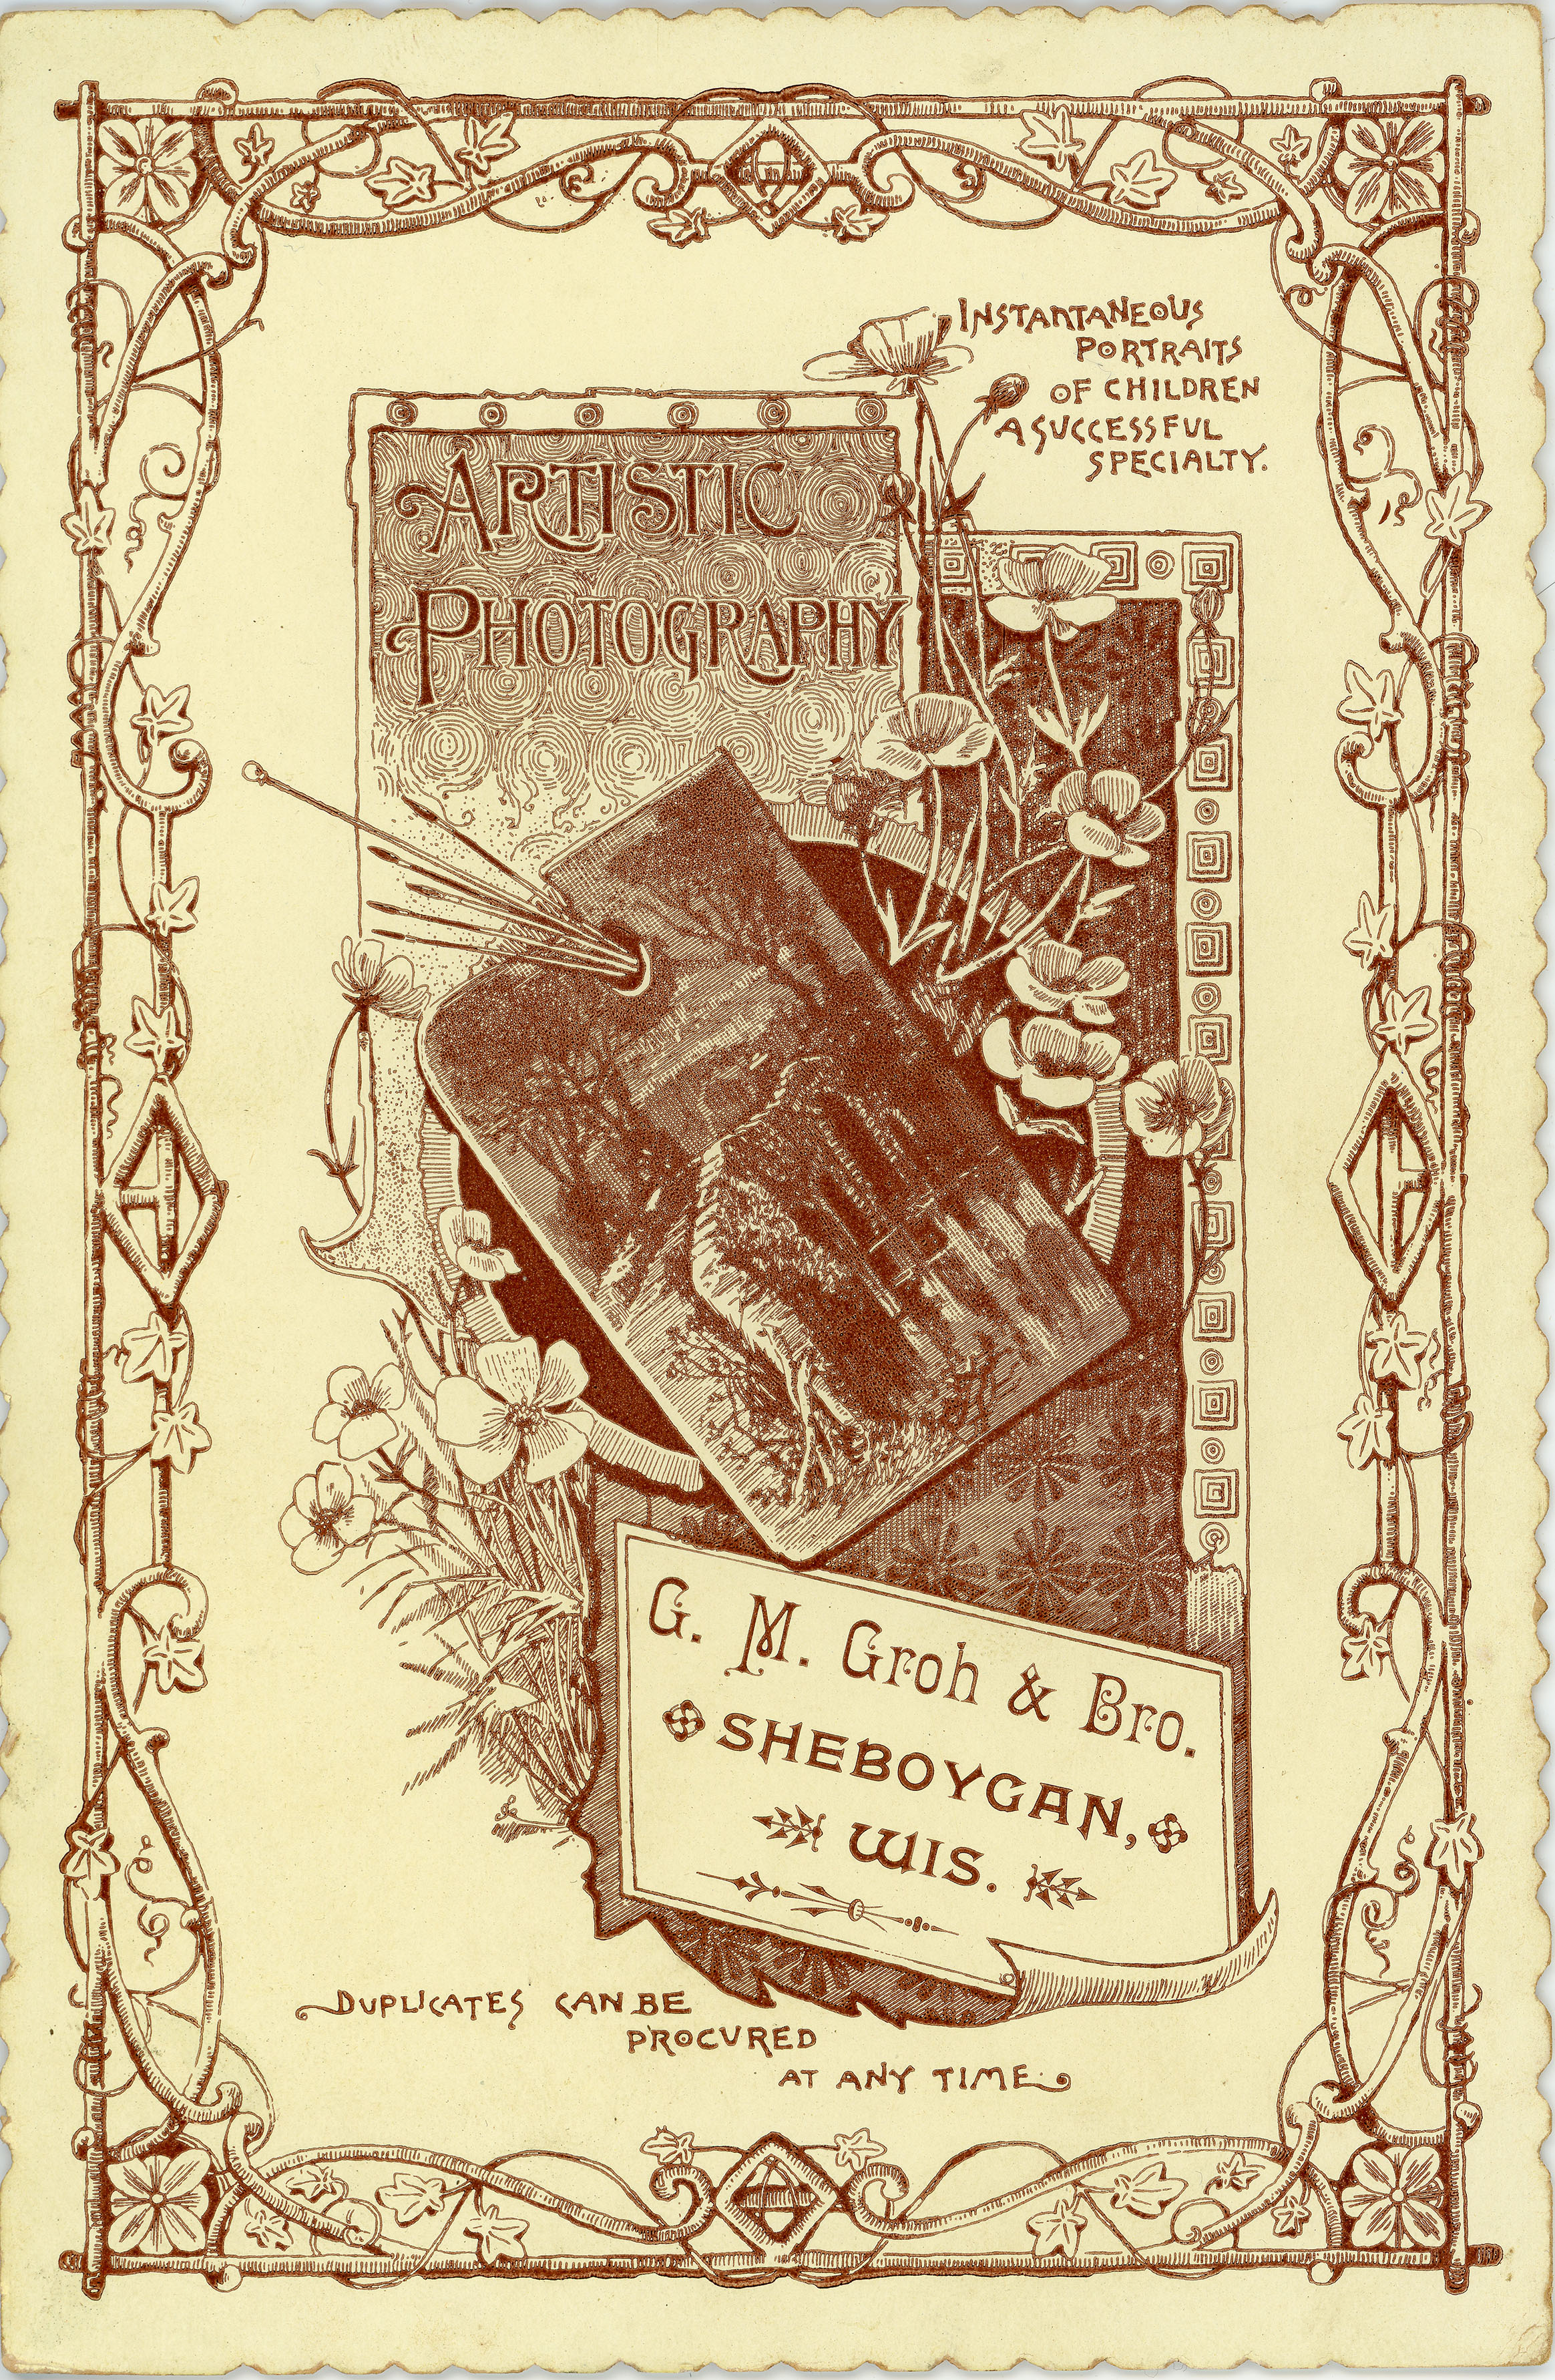 INSTANTANEOUS
PORTRAITS
OF CHILDREN
A SUCCESSFUL
SPECIALTY.
ARTISTIC
PHOTOGRAPHY
G. M. Groh & Bro.
SHEBOYGAN,
WIS.
DUPLICATES CAN BE
PROCURED
AT ANY TIME.